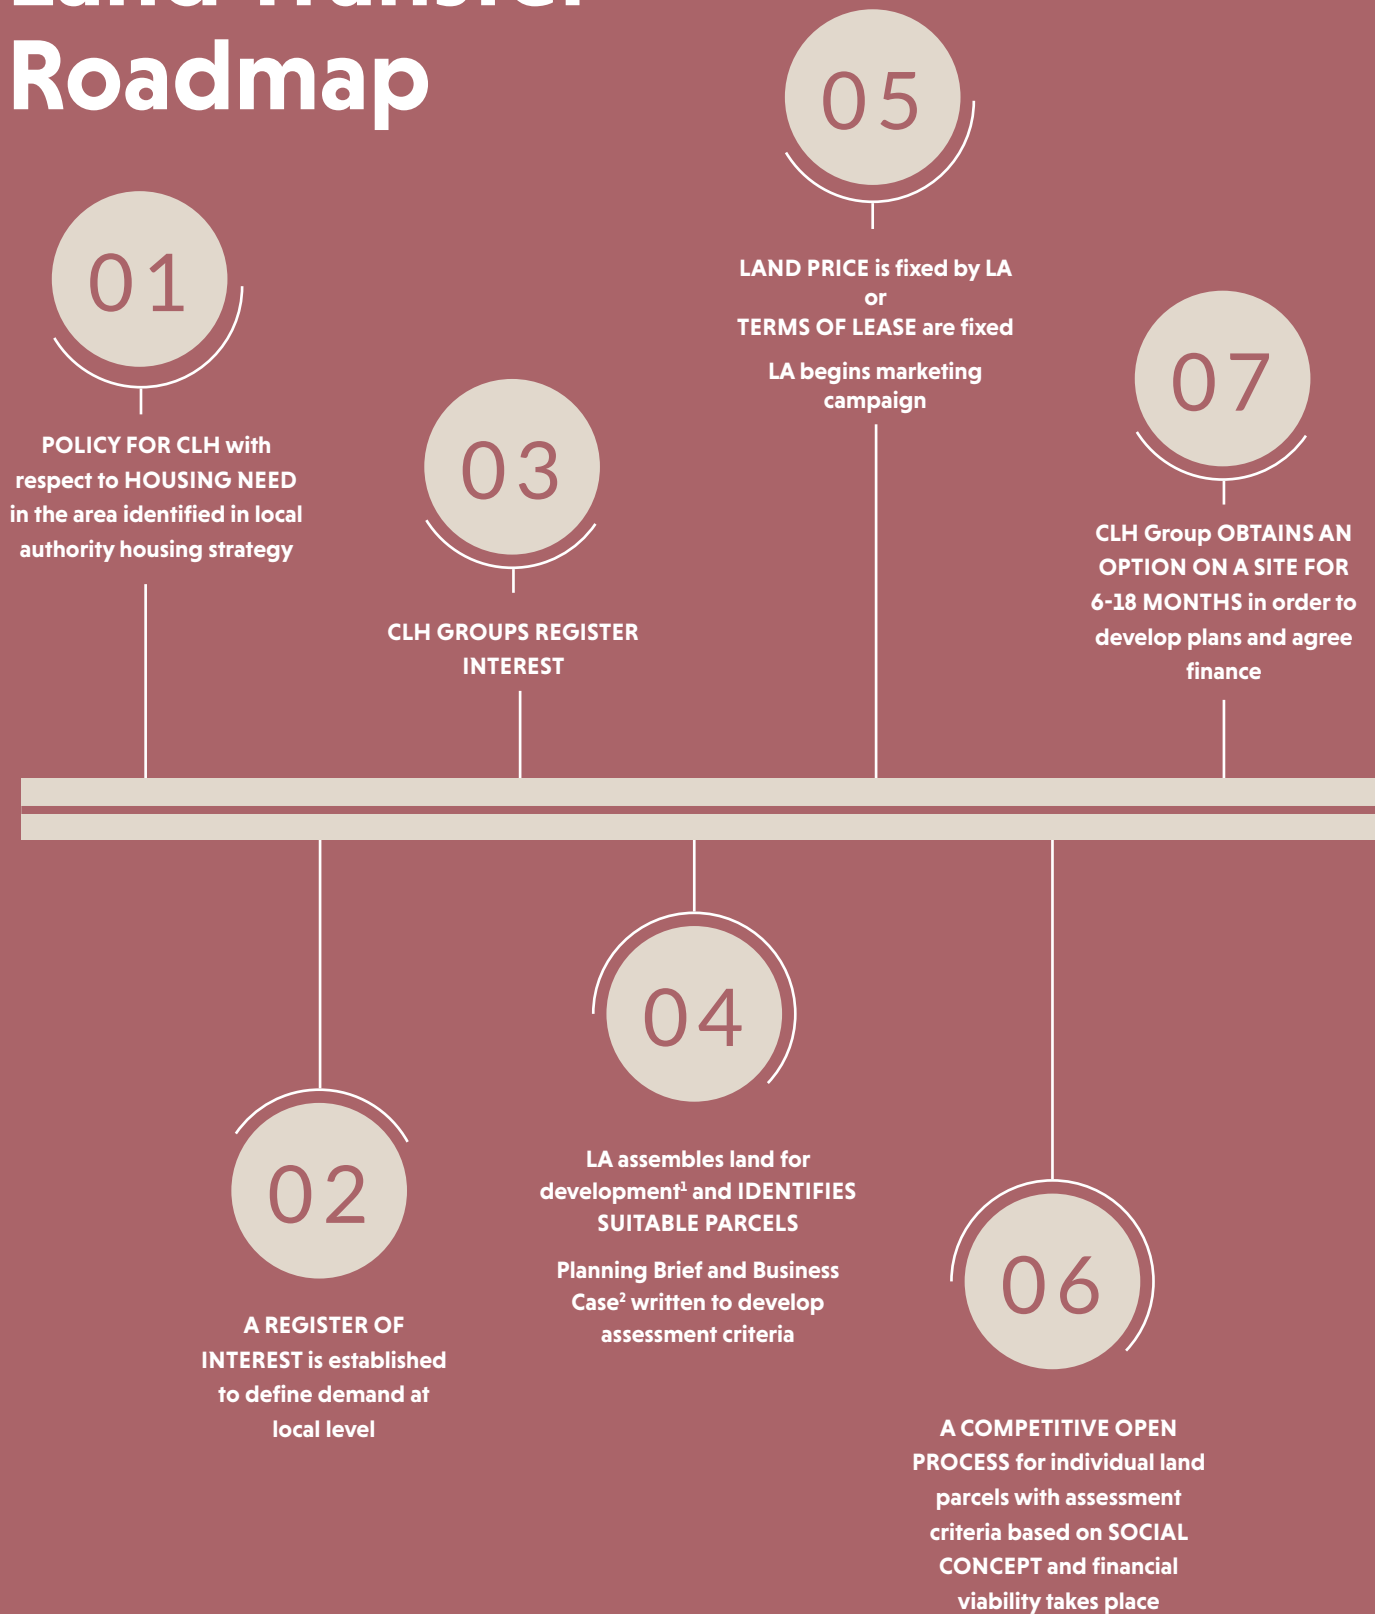 Land Transfer
Roadmap
01
POLICY FOR CLH with
respect to HOUSING NEED
in the area identified in local
authority housing strategy
02
A REGISTER OF
INTEREST is established
to define demand at
local level
03
CLH GROUPS REGISTER
INTEREST
04
LA assembles land for
development¹ and IDENTIFIES
SUITABLE PARCELS
Planning Brief and Business
Case² written to develop
assessment criteria
05
LAND PRICE is fixed by LA
or
TERMS OF LEASE are fixed
LA begins marketing
campaign
06
A COMPETITIVE OPEN
PROCESS for individual land
parcels with assessment
criteria based on SOCIAL
CONCEPT and financial
viability takes place
07
CLH Group OBTAINS AN
OPTION ON A SITE FOR
6-18 MONTHS in order to
develop plans and agree
finance